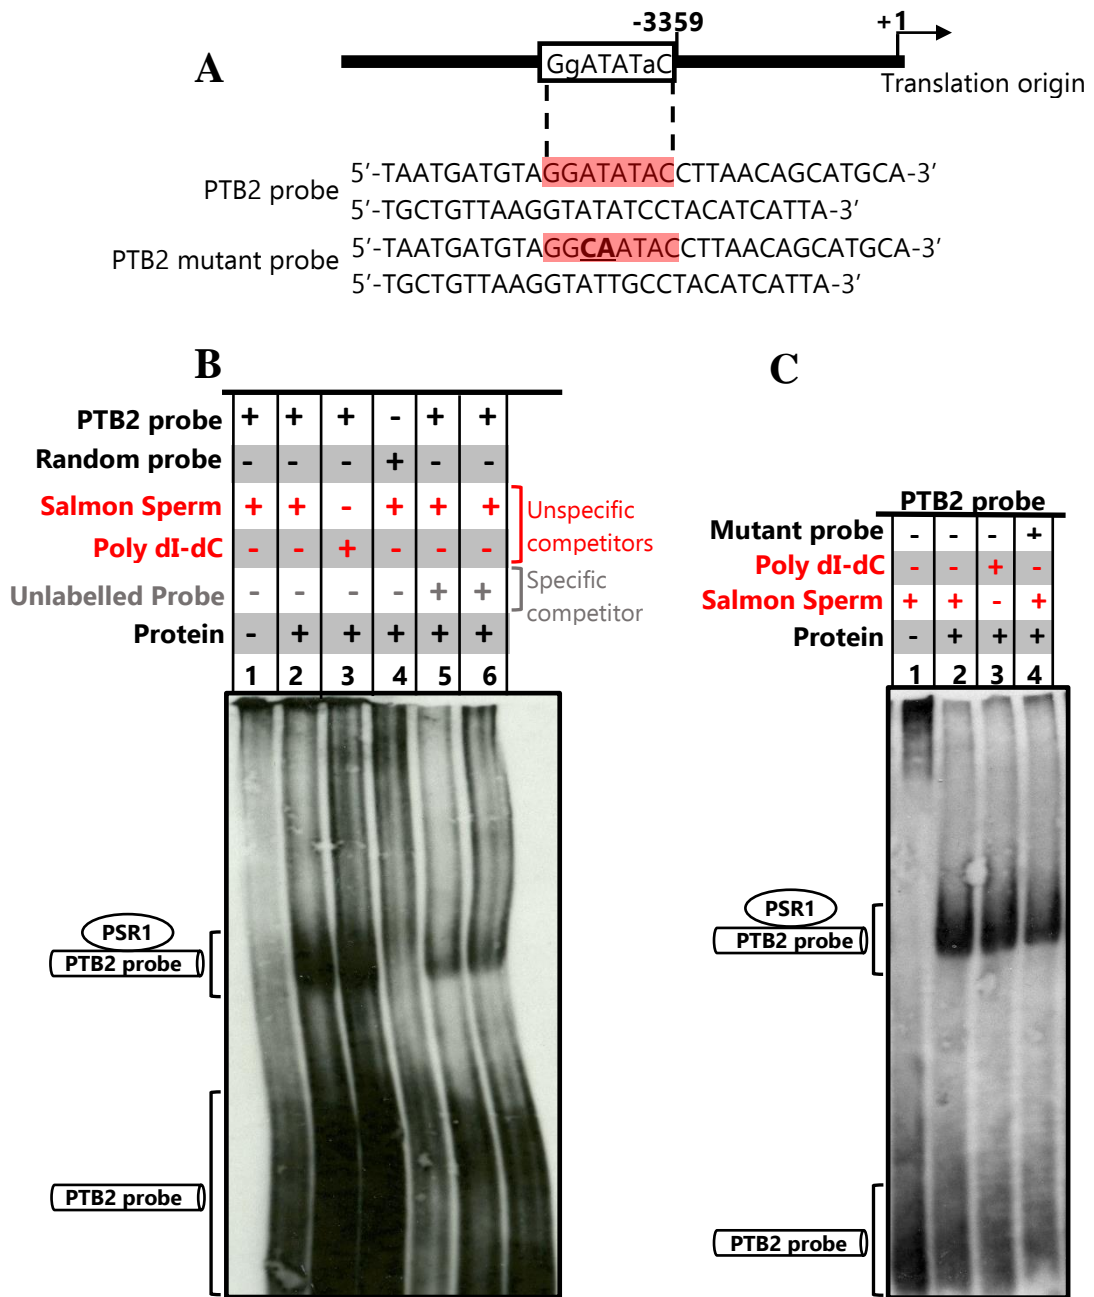 -3359
+1
A
GgATATaC
Translation origin
PTB2 probe
5’-TAATGATGTAGGATATACCTTAACAGCATGCA-3’
5’-TGCTGTTAAGGTATATCCTACATCATTA-3’
PTB2 mutant probe
5’-TAATGATGTAGGCAATACCTTAACAGCATGCA-3’
5’-TGCTGTTAAGGTATTGCCTACATCATTA-3’
B
PTB2 probe + + + - + +
Random probe - - - + - -
Salmon Sperm + + - + + +
Poly dI-dC - - + - - -
Unspecific
competitors
Unlabelled Probe - - - - + +
Specific
competitor
Protein - + + + + +
1 2 3 4 5 6
PSR1
PTB2 probe
PTB2 probe
C
PTB2 probe
Mutant probe - - - +
Poly dI-dC - - + -
Salmon Sperm + + - +
Protein - + + +
1 2 3 4
PSR1
PTB2 probe
PTB2 probe